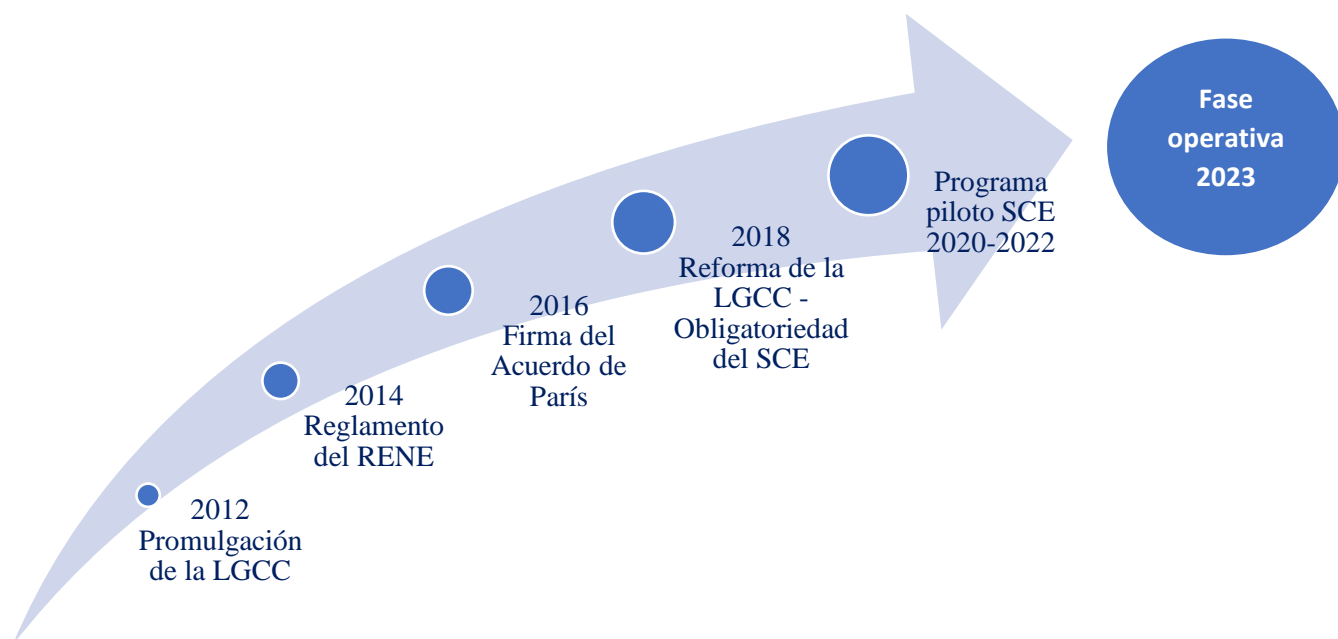 2012
Promulgación
de la LGCC
2014
Reglamento
del RENE
2016
Firma del
Acuerdo de
París
2018
Reforma de la
LGCC -
Obligatoriedad
del SCE
Programa
piloto SCE
2020-2022
Fase
operativa
2023